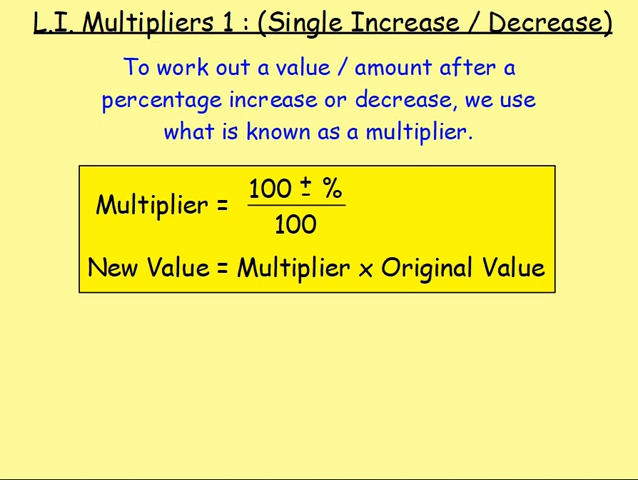 L.I. Multipliers 1 : (Single Increase / Decrease)
To work out a value / amount after a
percentage increase or decrease, we use
what is known as a multiplier.
Multiplier = 100 ± %
100
New Value = Multiplier x Original Value